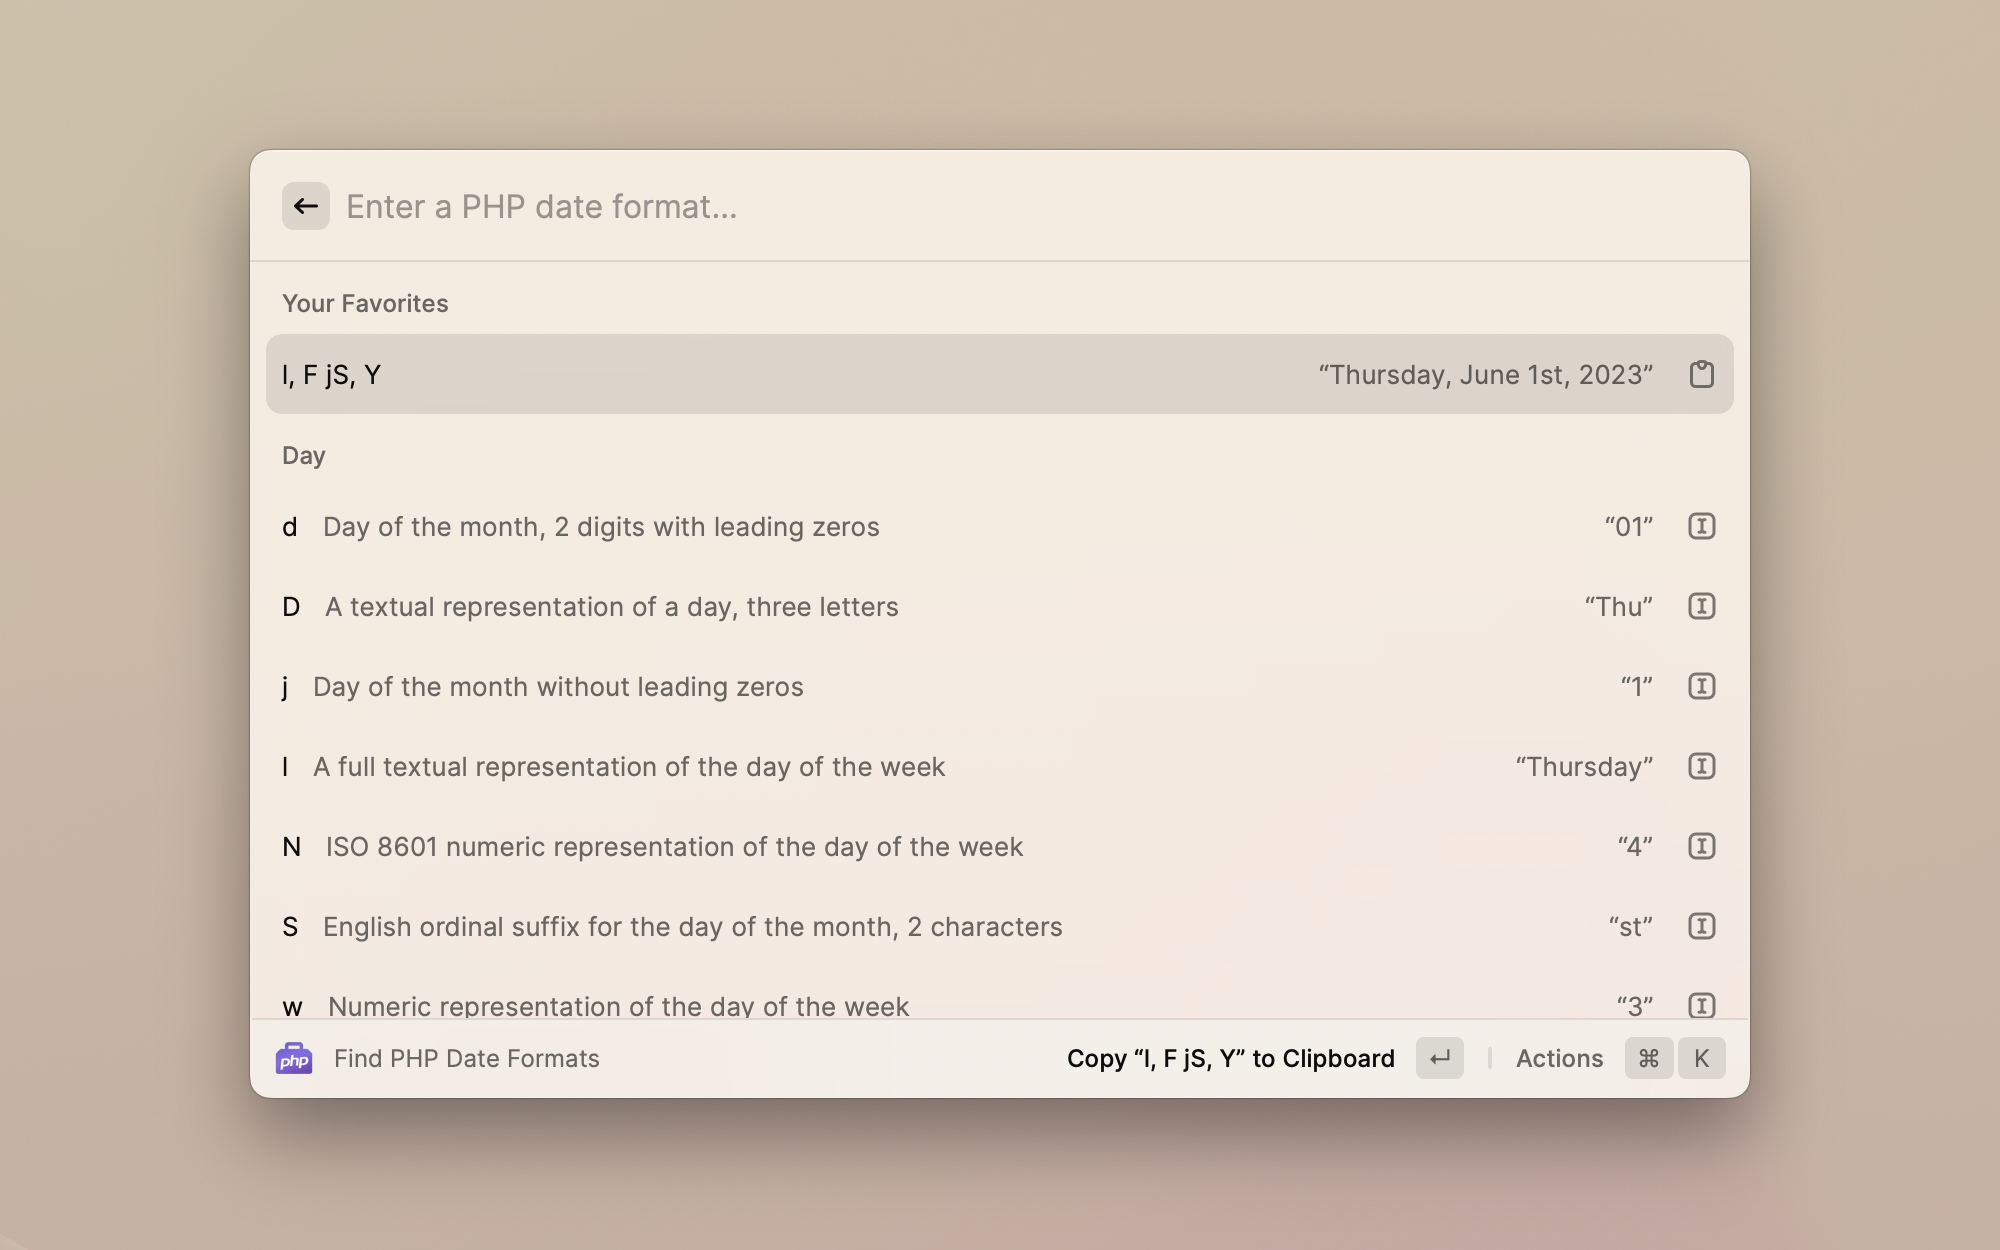 Enter a PHP date format...
Your Favorites
l, F jS, Y “Thursday, June 1st, 2023”
Day
d Day of the month, 2 digits with leading zeros “01”
D A textual representation of a day, three letters “Thu”
j Day of the month without leading zeros “1”
l A full textual representation of the day of the week “Thursday”
N ISO 8601 numeric representation of the day of the week “4”
S English ordinal suffix for the day of the month, 2 characters “st”
w Numeric representation of the day of the week “3”
php Find PHP Date Formats Copy “l, F jS, Y” to Clipboard ↵ Actions ⌘ K